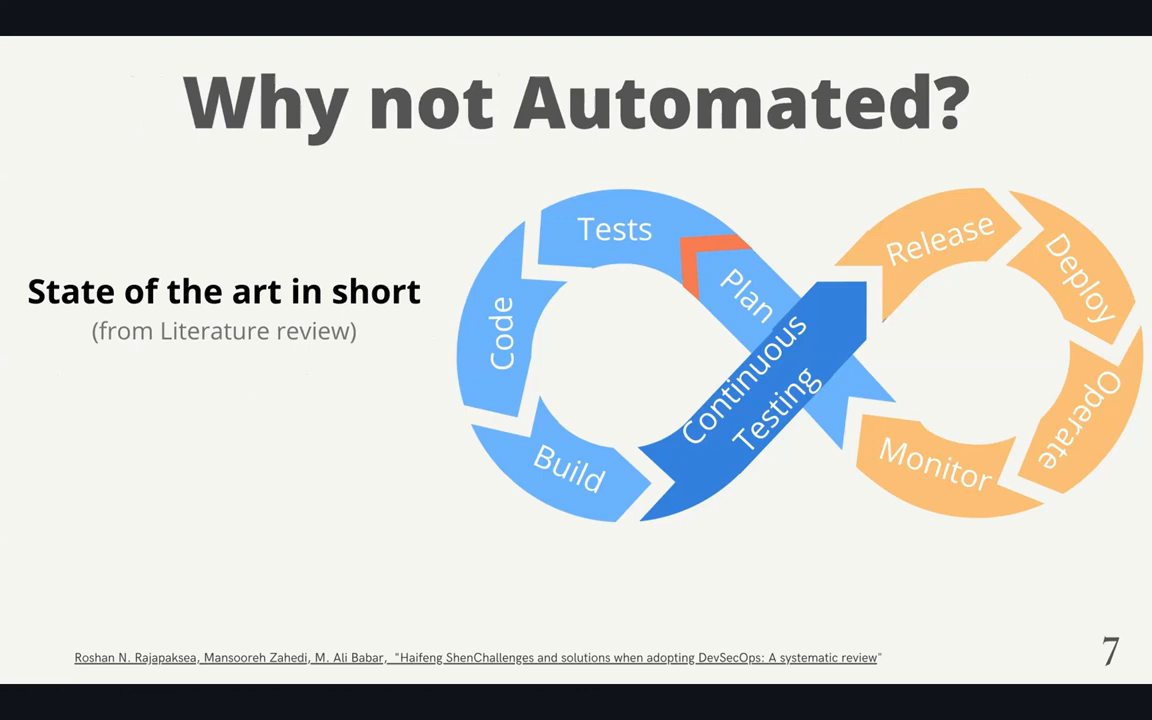 Why not Automated?
State of the art in short
(from Literature review)
Tests
Plan
Code
Build
Continuous
Testing
Release
Deploy
Operate
Monitor
Roshan N. Rajapaksea, Mansooreh Zahedi, M. Ali Babar, "Haifeng ShenChallenges and solutions when adopting DevSecOps: A systematic review"
7